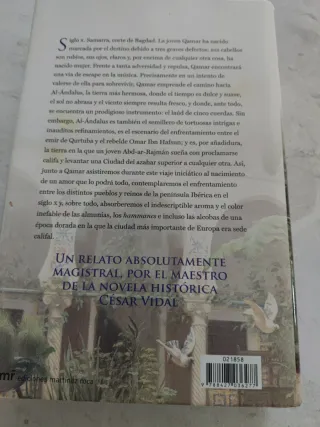 Siglo X. Samarra, corte de Bagdad. La joven Qamar ha nacido
marcada por el destino debido a tres graves defectos: sus cabellos
son rubios, sus ojos, claros y, por encima de cualquier otra cosa, ha
nacido mujer. Frente a tanta adversidad y repulsa, Qamar encontrará
una vía de escape en la música. Precisamente en un intento de
valerse de ella para sobrevivir, Qamar emprende el camino hacia
Al-Ándalus, la tierra más hermosa, donde el tiempo es dulce y suave,
el sol no abrasa y el viento siempre resulta fresco, y donde, ante todo,
se encuentra un prodigioso instrumento: el laúd de cinco cuerdas. Sin
embargo, Al-Ándalus es también el semillero de tortuosas intrigas e
inauditos refinamientos, es el escenario del enfrentamiento entre el
emir de Qurtuba y el rebelde Omar Ibn Hafsun; y es, por añadidura,
la tierra en la que un joven Abd-ar-Rajmán sueña con proclamarse
califa y levantar una Ciudad del azahar superior a cualquier otra. Así,
junto a Qamar asistiremos durante este viaje iniciático al nacimiento
de un amor que lo podrá todo, contemplaremos el enfrentamiento
entre los distintos pueblos y reinos de la península Ibérica en el
siglo X y, sobre todo, absorberemos el indescriptible aroma y el color
inefable de las almunias, los hammanes e incluso las alcobas de una
época dorada en la que la ciudad más importante de Europa era sede
califal.
UN RELATO ABSOLUTAMENTE
MAGISTRAL, POR EL MAESTRO
DE LA NOVELA HISTÓRICA
CÉSAR VIDAL
mr ediciones martínez roca
021858
9 788427 036277